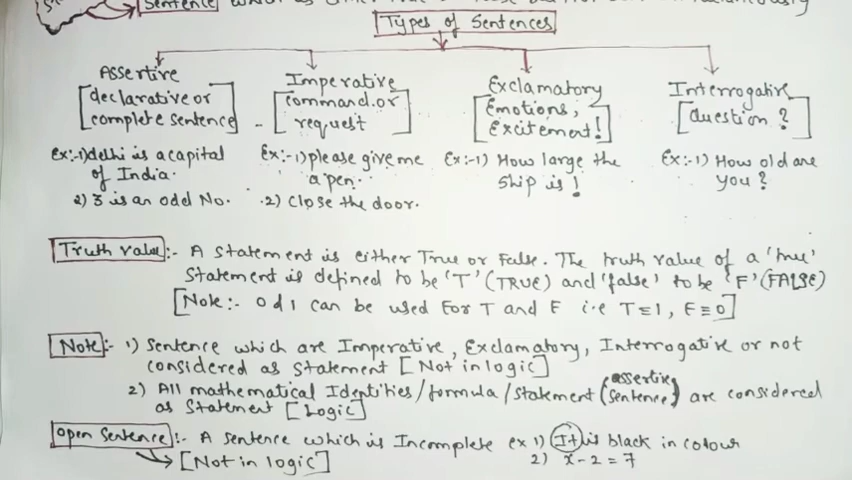 Sentence which is either True
Types of Sentences
Assertive Imperative Exclamatory Interrogative
[declarative or complete sentence] [command or request] [Emotions, Excitement!] [Question ?]
Ex:-1) delhi is a capital of India.
2) 3 is an odd No.
Ex:-1) please give me a pen.
2) Close the door.
Ex:-1) How large the ship is!
Ex:-1) How old are you?
Truth value :- A statement is either True or False. The truth value of a 'true'
statement is defined to be 'T' (TRUE) and 'false' to be 'F' (FALSE)
[Note:- 0 d 1 can be used For T and F i.e T≡1, F≡0]
Note:- 1) Sentence which are Imperative, Exclamatory, Interrogative or not
considered as statement [Not in logic]
2) All mathematical Identities/formula/statement (assertive sentence) are considered
as statement [Logic]
Open Sentence:- A sentence which is Incomplete ex 1) It is black in colour
→ [Not in logic] 2) x-2=7